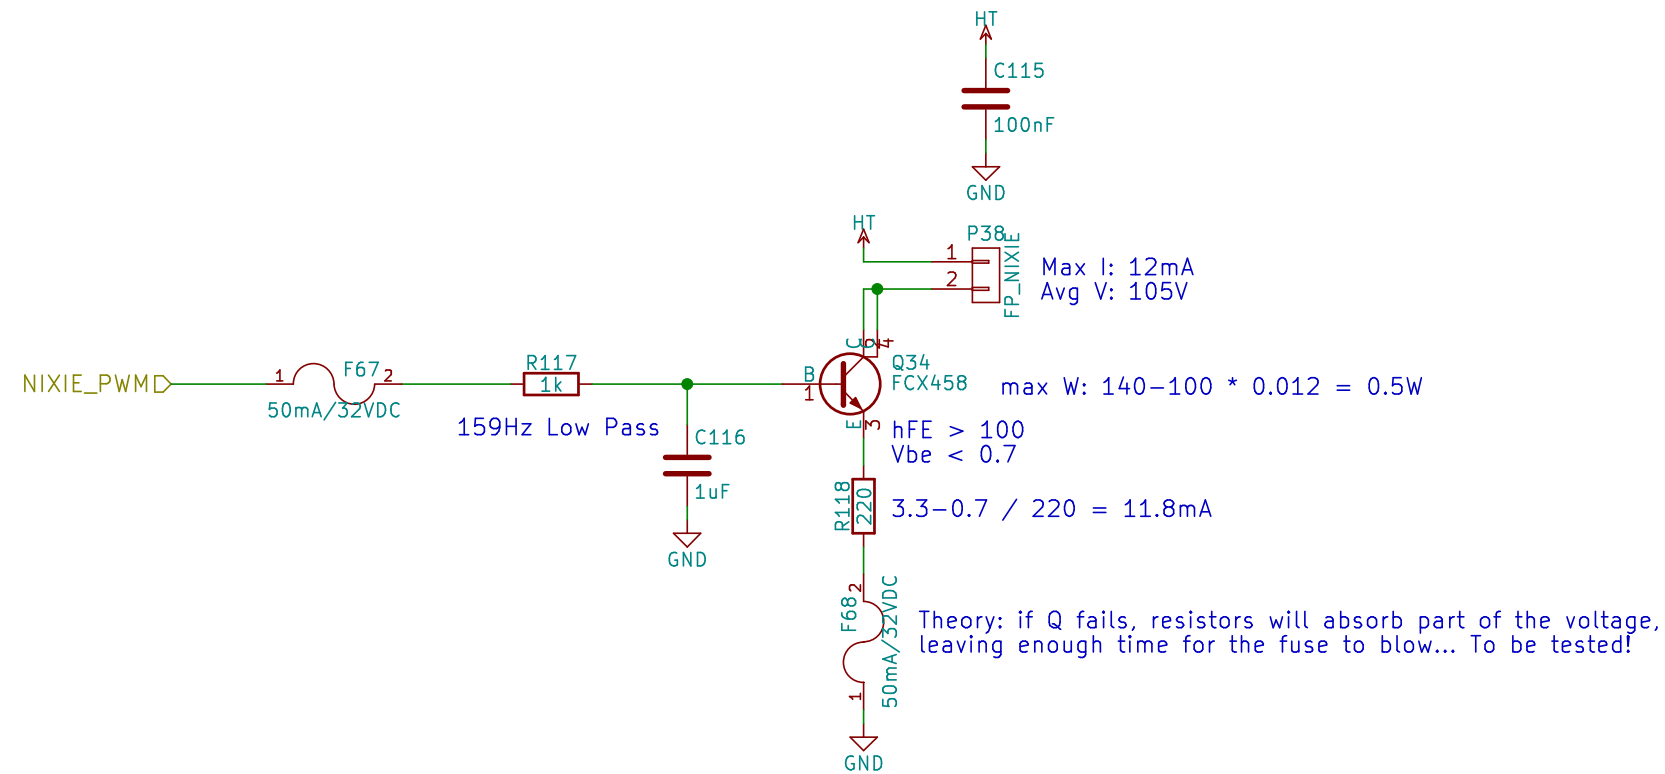 HT
C115
100nF
GND
HT
P38
1
2
FP_NIXIE
Max I: 12mA
Avg V: 105V
NIXIE_PWM
1
F67
2
50mA/32VDC
R117
1k
159Hz Low Pass
C116
1uF
GND
B
1
C
4
Q34
FCX458
E
3
max W: 140-100 * 0.012 = 0.5W
hFE > 100
Vbe < 0.7
R118
220
3.3-0.7 / 220 = 11.8mA
2
F68
50mA/32VDC
1
Theory: if Q fails, resistors will absorb part of the voltage,
leaving enough time for the fuse to blow... To be tested!
GND